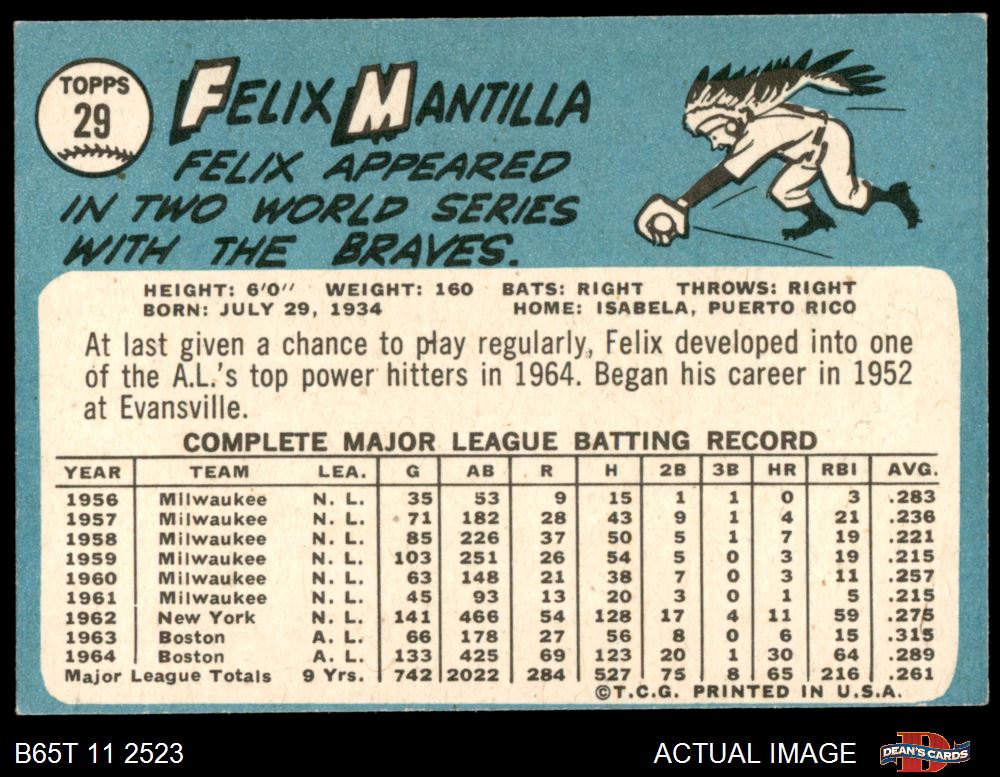 TOPPS
29
FELIX MANTILLA
FELIX APPEARED
IN TWO WORLD SERIES
WITH THE BRAVES.
HEIGHT: 6'0" WEIGHT: 160 BATS: RIGHT THROWS: RIGHT
BORN: JULY 29, 1934 HOME: ISABELA, PUERTO RICO
At last given a chance to play regularly, Felix developed into one
of the A.L.'s top power hitters in 1964. Began his career in 1952
at Evansville.
COMPLETE MAJOR LEAGUE BATTING RECORD
YEAR TEAM LEA. G AB R H 2B 3B HR RBI AVG.
1956 Milwaukee N. L. 35 53 9 15 1 1 0 3 .283
1957 Milwaukee N. L. 71 182 28 43 9 1 4 21 .236
1958 Milwaukee N. L. 85 226 37 50 5 1 7 19 .221
1959 Milwaukee N. L. 103 251 26 54 5 0 3 19 .215
1960 Milwaukee N. L. 63 148 21 38 7 0 3 11 .257
1961 Milwaukee N. L. 45 93 13 20 3 0 1 5 .215
1962 New York N. L. 141 466 54 128 17 4 11 59 .275
1963 Boston A. L. 66 178 27 56 8 0 6 15 .315
1964 Boston A. L. 133 425 69 123 20 1 30 64 .289
Major League Totals 9 Yrs. 742 2022 284 527 75 8 65 216 .261
©T.C.G. PRINTED IN U.S.A.
B65T 11 2523 ACTUAL IMAGE DEAN'S CARDS